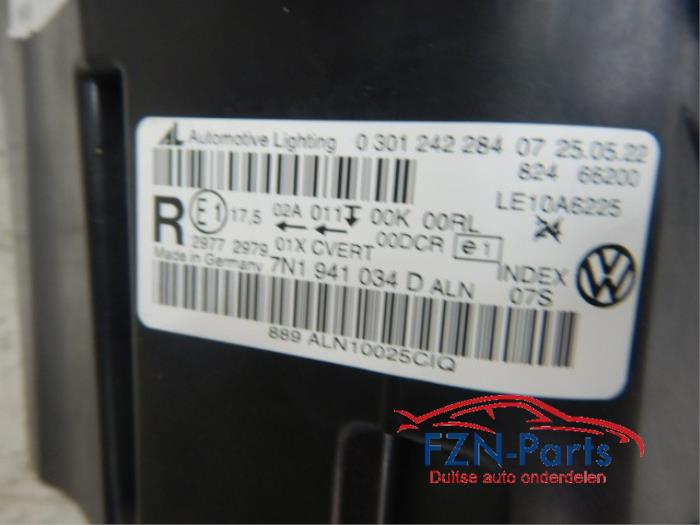 AL Automotive Lighting 0 301 242 284 07 25.05.22
824 66200
LE10A6225
R E1 17,5 02A 011 00K 00RL
2977 2979 01X CVERT 00DCR e1
Made in Germany 7N1 941 034 D ALN INDEX 07S
889 ALN10025CIQ
FZN-Parts
Duitse auto onderdelen